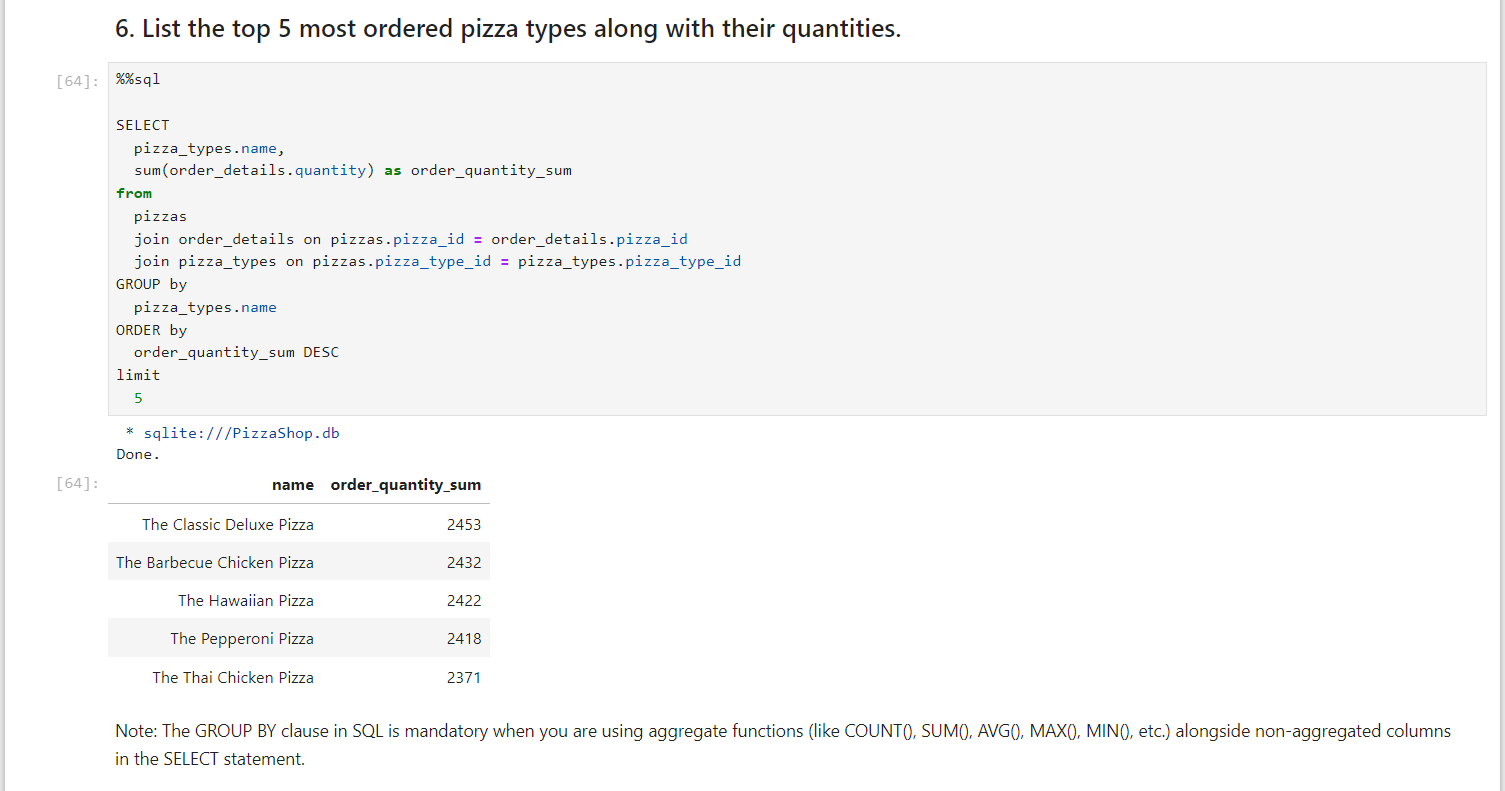 6. List the top 5 most ordered pizza types along with their quantities.
[64]: %%sql
SELECT
pizza_types.name,
sum(order_details.quantity) as order_quantity_sum
from
pizzas
join order_details on pizzas.pizza_id = order_details.pizza_id
join pizza_types on pizzas.pizza_type_id = pizza_types.pizza_type_id
GROUP by
pizza_types.name
ORDER by
order_quantity_sum DESC
limit
5
* sqlite:///PizzaShop.db
Done.
[64]: name order_quantity_sum
The Classic Deluxe Pizza 2453
The Barbecue Chicken Pizza 2432
The Hawaiian Pizza 2422
The Pepperoni Pizza 2418
The Thai Chicken Pizza 2371
Note: The GROUP BY clause in SQL is mandatory when you are using aggregate functions (like COUNT(), SUM(), AVG(), MAX(), MIN(), etc.) alongside non-aggregated columns
in the SELECT statement.